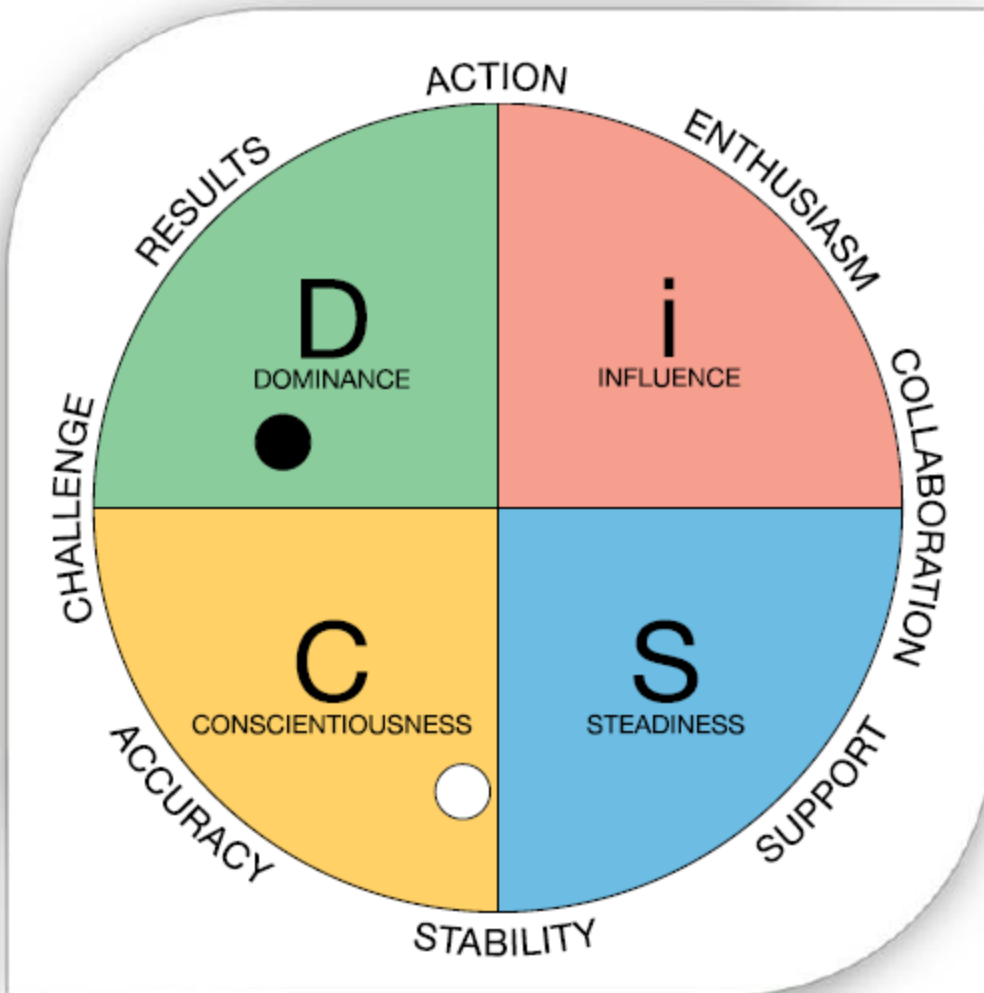 ACTION
RESULTS
ENTHUSIASM
D
DOMINANCE
i
INFLUENCE
CHALLENGE
COLLABORATION
C
CONSCIENTIOUSNESS
S
STEADINESS
ACCURACY
SUPPORT
STABILITY